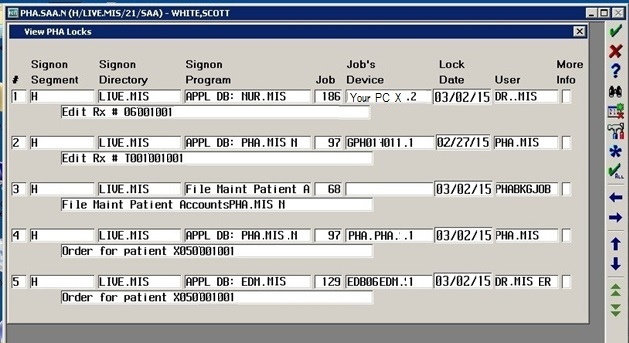 PHA.SAA.N (H/LIVE.MIS/21/SAA) - WHITE,SCOTT
View PHA Locks
Signon Signon Signon Job's Lock More
# Segment Directory Program Job Device Date User Info
1 H LIVE.MIS APPL DB: NUR.MIS 186 Your PC X .2 03/02/15 DR..MIS
Edit Rx # 06001001
2 H LIVE.MIS APPL DB: PHA.MIS N 97 02/27/15 PHA.MIS
Edit Rx # T001001001
3 H LIVE.MIS File Maint Patient A 68 03/02/15 PHABKGJOB
File Maint Patient AccountsPHA.MIS N
4 H LIVE.MIS APPL DB: PHA.MIS.N 97 PHA.PHA. .1 03/02/15 PHA.MIS
Order for patient X050001001
5 H LIVE.MIS APPL DB: EDM.MIS 129 EDB06EDM.:1 03/02/15 DR.MIS ER
Order for patient X050001001
ALL